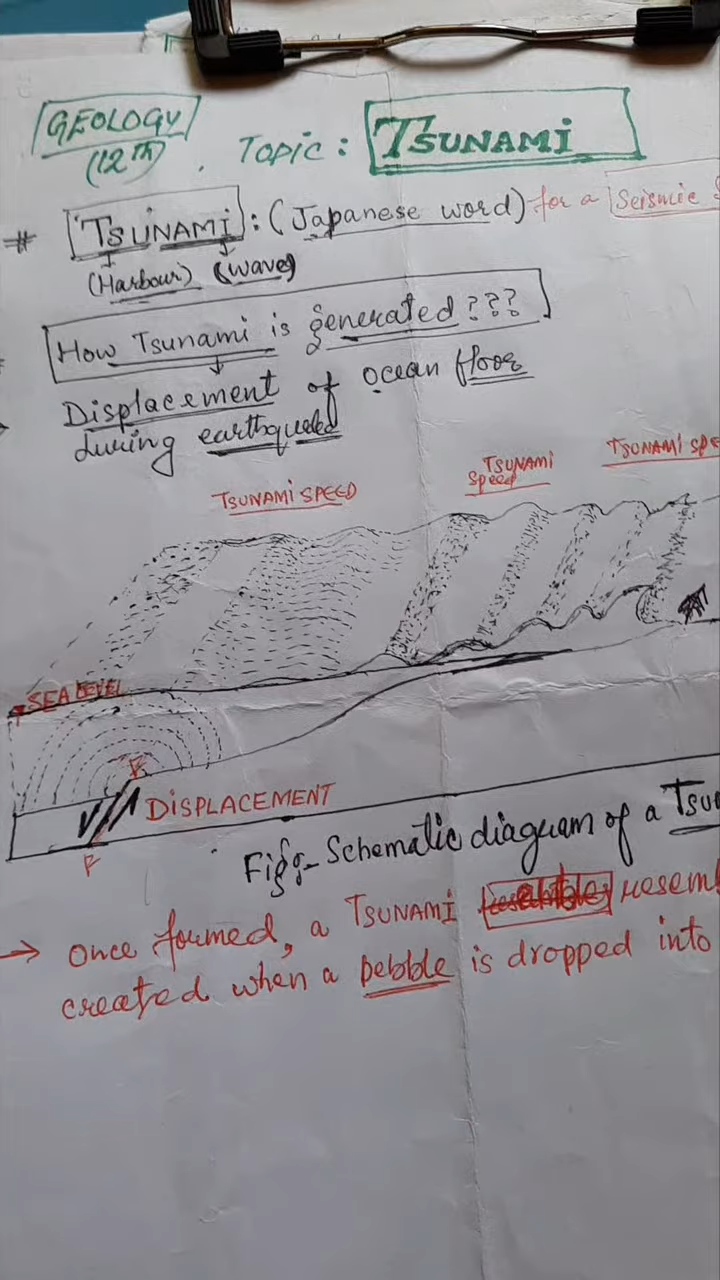 GEOLOGY
(12TH) . Topic : TSUNAMI
# TSUNAMI : (Japanese word) for a Seismic
(Harbour) (wave)
How Tsunami is generated ???
Displacement of ocean floor
during earthquake
TSUNAMI SPEED
TSUNAMI
Speed
TSUNAMI SPE
SEA LEVEL
F
DISPLACEMENT
F
Fig:- Schematic diagram of a Tsu
→ Once formed, a TSUNAMI resem
created when a pebble is dropped into